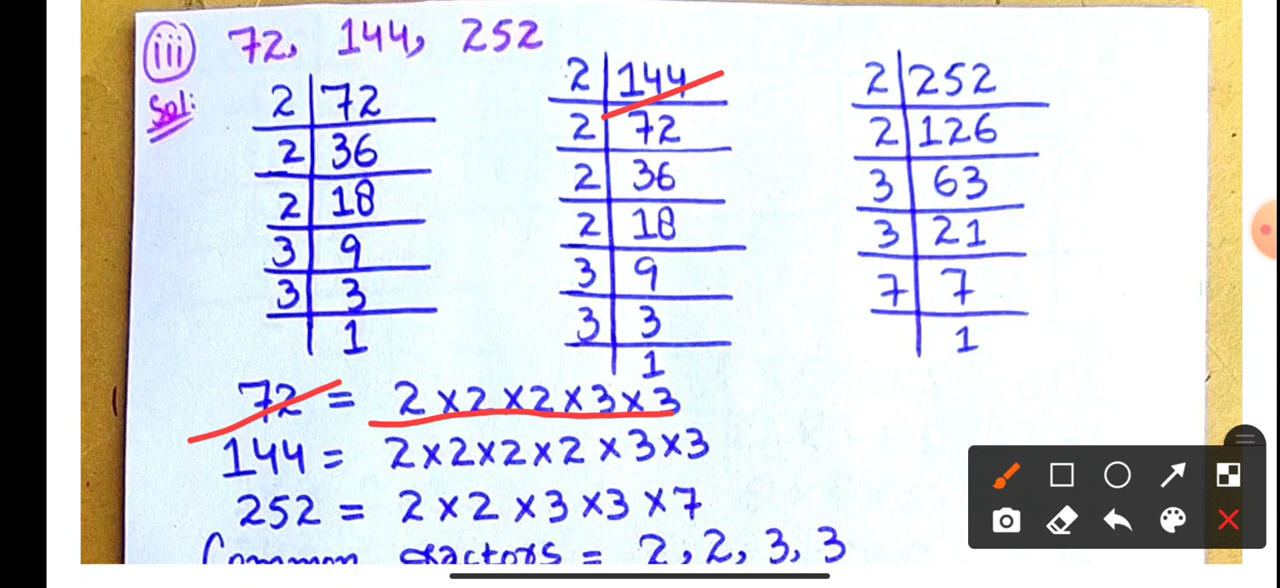 (iii) 72, 144, 252
Sol:
2 | 72
2 | 36
2 | 18
3 | 9
3 | 3
| 1
2 | 144
2 | 72
2 | 36
2 | 18
3 | 9
3 | 3
| 1
2 | 252
2 | 126
3 | 63
3 | 21
7 | 7
| 1
72 = 2×2×2×3×3
144 = 2×2×2×2×3×3
252 = 2×2×3×3×7
Common factors = 2, 2, 3, 3